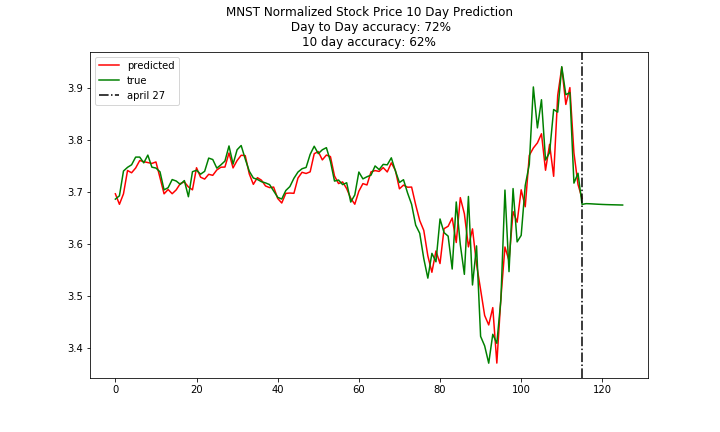 MNST Normalized Stock Price 10 Day Prediction
Day to Day accuracy: 72%
10 day accuracy: 62%
predicted
true
april 27
3.9
3.8
3.7
3.6
3.5
3.4
0 20 40 60 80 100 120